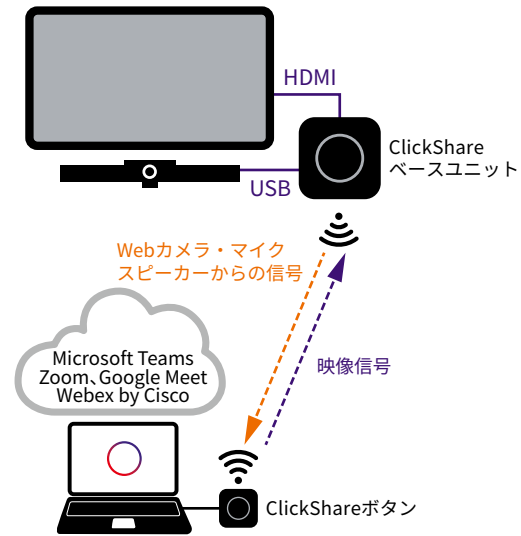 HDMI
ClickShare
ベースユニット
USB
Webカメラ・マイク
スピーカーからの信号
映像信号
Microsoft Teams
Zoom、Google Meet
Webex by Cisco
ClickShareボタン